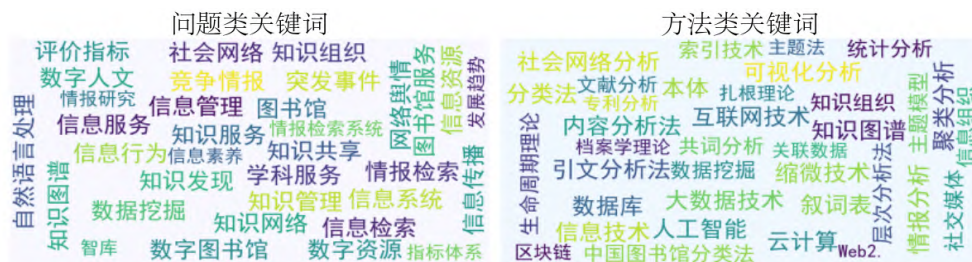 问题类关键词
评价指标 社会网络 知识组织
数字人文 竞争情报 突发事件
情报研究 信息管理 图书馆
信息服务 知识服务 情报检索系统
信息行为 信息素养 知识共享
知识发现 学科服务 情报检索
数据挖掘 知识管理 信息系统
知识网络 信息检索
智库 数字图书馆 数字资源 指标体系
自然语言处理
知识图谱
网络舆情
图书馆服务
信息资源
发展趋势
信息传播
方法类关键词
社会网络分析 索引技术 主题法 统计分析
文献分析 本体 可视化分析
分类法 专利分析 扎根理论 知识组织
内容分析法 互联网技术 知识图谱
档案学理论 共词分析 关联数据
引文分析法 数据挖掘 缩微技术
数据库 大数据技术 叙词表
信息技术 人工智能 云计算
区块链 中国图书馆分类法 Web2.
生命周期理论
层次分析法
主题模型
情报分析
聚类分析
信息组织
社交媒体